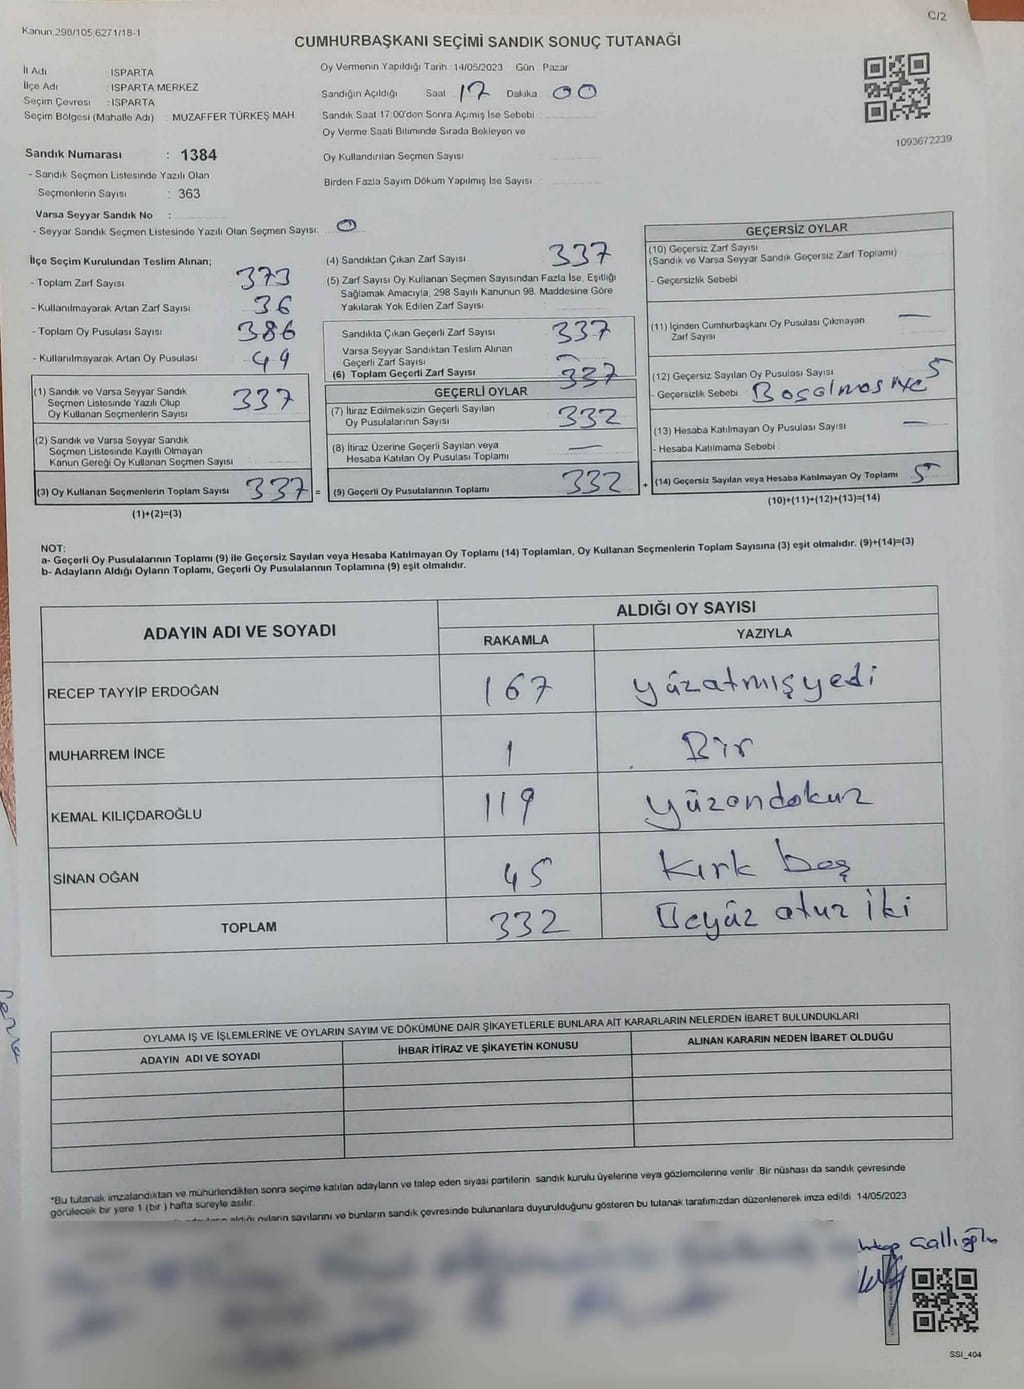 C/2
Kanun,298/105,6271/18-1
CUMHURBAŞKANI SEÇİMİ SANDIK SONUÇ TUTANAĞI
İl Adı : ISPARTA
İlçe Adı : ISPARTA MERKEZ
Seçim Çevresi : ISPARTA
Seçim Bölgesi (Mahalle Adı) : MUZAFFER TÜRKEŞ MAH.
Oy Vermenin Yapıldığı Tarih :14/05/2023 Gün : Pazar
Sandığın Açıldığı Saat 17 Dakika 00
Sandık Saat 17:00'den Sonra Açımış İse Sebebi :
Oy Verme Saati Bitiminde Sırada Bekleyen ve
Oy Kullandırılan Seçmen Sayısı
Birden Fazla Sayım Döküm Yapılmış İse Sayısı :
1093672239
Sandık Numarası : 1384
- Sandık Seçmen Listesinde Yazılı Olan
Seçmenlerin Sayısı : 363
Varsa Seyyar Sandık No :
- Seyyar Sandık Seçmen Listesinde Yazılı Olan Seçmen Sayısı: 0
İlçe Seçim Kurulundan Teslim Alınan;
- Toplam Zarf Sayısı 373
- Kullanılmayarak Artan Zarf Sayısı 36
- Toplam Oy Pusulası Sayısı 386
- Kullanılmayarak Artan Oy Pusulası 49
(1) Sandık ve Varsa Seyyar Sandık
Seçmen Listesinde Yazılı Olup
Oy Kullanan Seçmenlerin Sayısı 337
(2) Sandık ve Varsa Seyyar Sandık
Seçmen Listesinde Kayıtlı Olmayan
Kanun Gereği Oy Kullanan Seçmen Sayısı
(3) Oy Kullanan Seçmenlerin Toplam Sayısı 337 =
(1)+(2)=(3)
(4) Sandıktan Çıkan Zarf Sayısı 337
(5) Zarf Sayısı Oy Kullanan Seçmen Sayısından Fazla İse, Eşitliği
Sağlamak Amacıyla, 298 Sayılı Kanunun 98. Maddesine Göre
Yakılarak Yok Edilen Zarf Sayısı
Sandıkta Çıkan Geçerli Zarf Sayısı 337
Varsa Seyyar Sandıktan Teslim Alınan
Geçerli Zarf Sayısı —
(6) Toplam Geçerli Zarf Sayısı 337
GEÇERLİ OYLAR
(7) İtiraz Edilmeksizin Geçerli Sayılan
Oy Pusulalarının Sayısı 332
(8) İtiraz Üzerine Geçerli Sayılan veya
Hesaba Katılan Oy Pusulası Toplamı —
(9) Geçerli Oy Pusulalarının Toplamı 332 +
GEÇERSİZ OYLAR
(10) Geçersiz Zarf Sayısı
(Sandık ve Varsa Seyyar Sandık Geçersiz Zarf Toplamı)
- Geçersizlik Sebebi
(11) İçinden Cumhurbaşkanı Oy Pusulası Çıkmayan —
Zarf Sayısı
(12) Geçersiz Sayılan Oy Pusulası Sayısı 5
- Geçersizlik Sebebi
(13) Hesaba Katılmayan Oy Pusulası Sayısı —
- Hesaba Katılmama Sebebi :
(14) Geçersiz Sayılan veya Hesaba Katılmayan Oy Toplamı 5
(10)+(11)+(12)+(13)=(14)
NOT:
a- Geçerli Oy Pusulalarının Toplamı (9) ile Geçersiz Sayılan veya Hesaba Katılmayan Oy Toplamı (14) Toplamları, Oy Kullanan Seçmenlerin Toplam Sayısına (3) eşit olmalıdır. (9)+(14)=(3)
b- Adayların Aldığı Oyların Toplamı, Geçerli Oy Pusulalarının Toplamına (9) eşit olmalıdır.
ADAYIN ADI VE SOYADI ALDIĞI OY SAYISI
RAKAMLA YAZIYLA
RECEP TAYYİP ERDOĞAN 167 yüzatmışyedi
MUHARREM İNCE 1 Bir
KEMAL KILIÇDAROĞLU 119 yüzondokuz
SİNAN OĞAN 45 Kırk beş
TOPLAM 332 Üçyüz otuz iki
OYLAMA İŞ VE İŞLEMLERİNE VE OYLARIN SAYIM VE DÖKÜMÜNE DAİR ŞİKAYETLERLE BUNLARA AİT KARARLARIN NELERDEN İBARET BULUNDUKLARI
ADAYIN ADI VE SOYADI İHBAR İTİRAZ VE ŞİKAYETİN KONUSU ALINAN KARARIN NEDEN İBARET OLDUĞU
*Bu tutanak imzalandıktan ve mühürlendikten sonra seçime katılan adayların ve talep eden siyasi partilerin sandık kurulu üyelerine veya gözlemcilerine verilir. Bir nüshası da sandık çevresinde
görülecek bir yere 1 (bir ) hafta süreyle asılır.
aldığı oyların sayılarını ve bunların sandık çevresinde bulunanlara duyurulduğunu gösteren bu tutanak tarafımızdan düzenlenerek imza edildi 14/05/2023
SSI_404